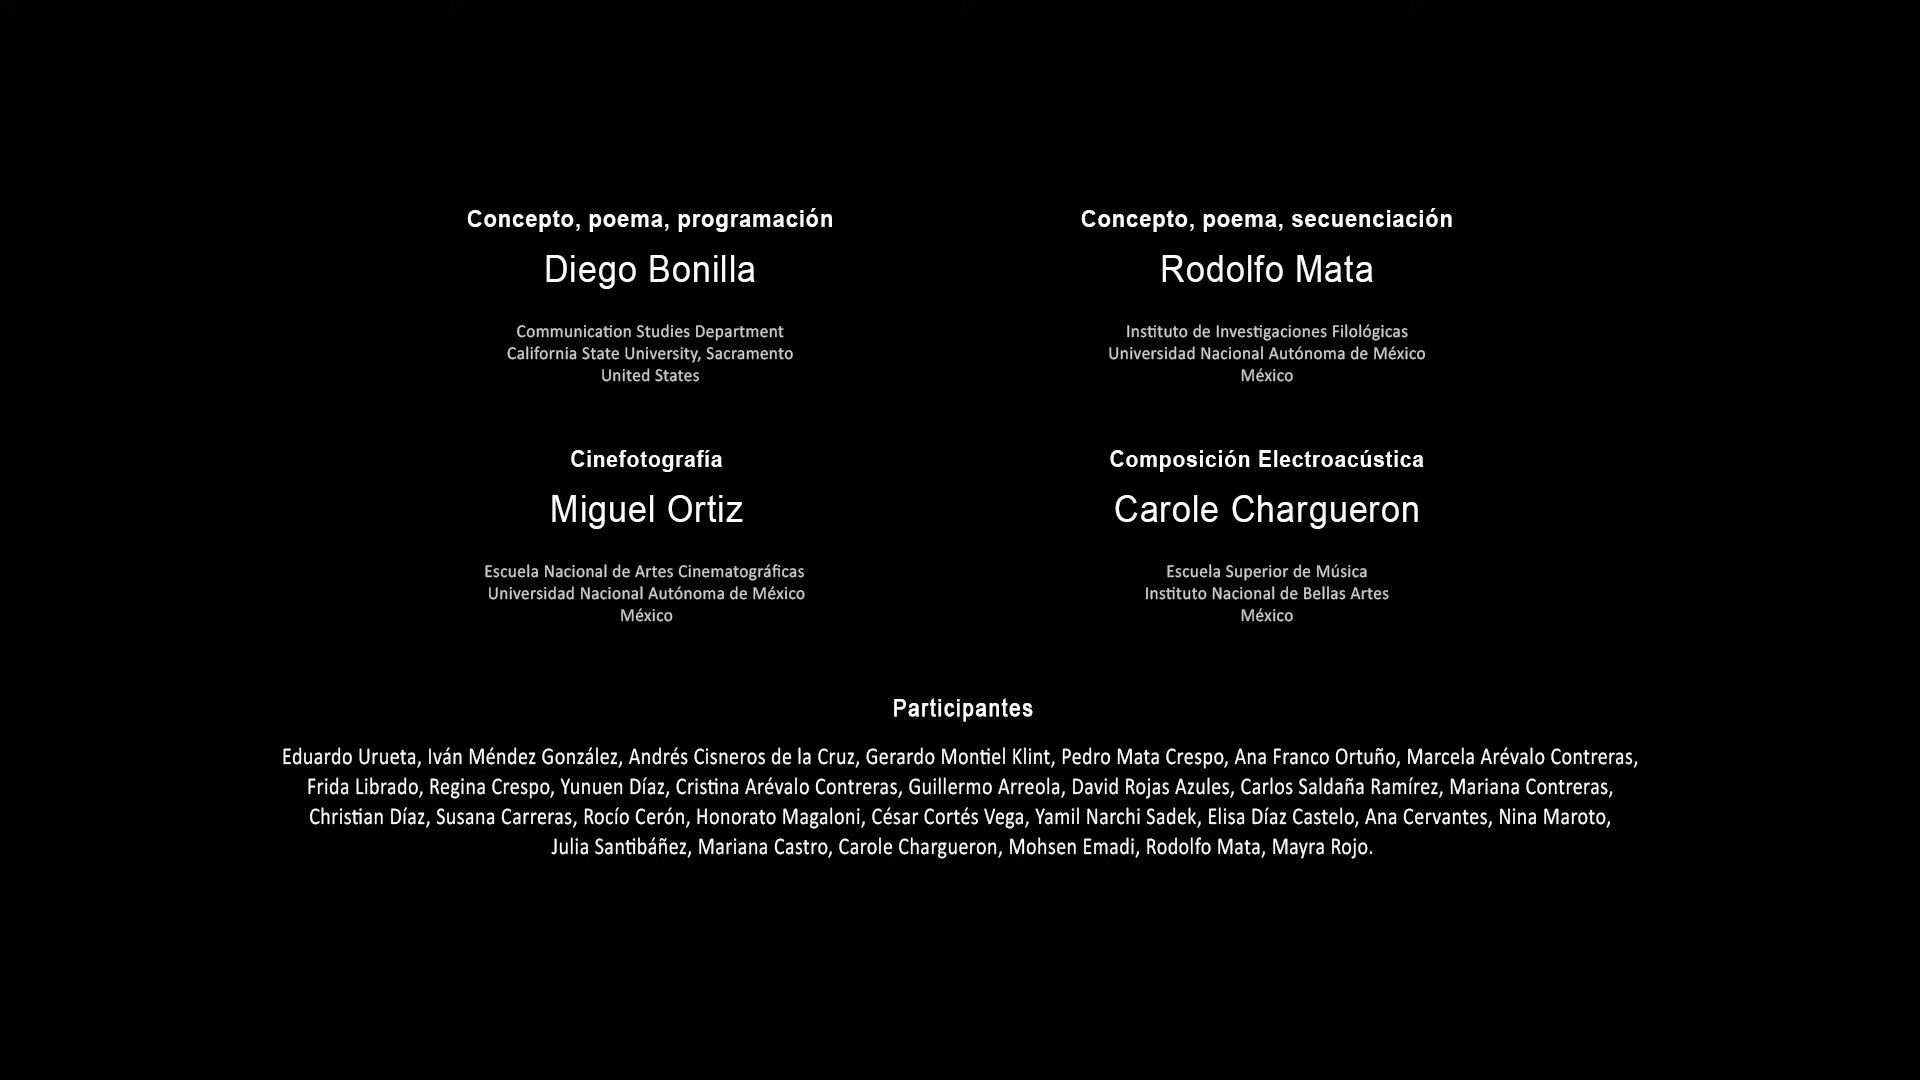 Concepto, poema, programación
Diego Bonilla
Communication Studies Department
California State University, Sacramento
United States
Concepto, poema, secuenciación
Rodolfo Mata
Instituto de Investigaciones Filológicas
Universidad Nacional Autónoma de México
México
Cinefotografía
Miguel Ortiz
Escuela Nacional de Artes Cinematográficas
Universidad Nacional Autónoma de México
México
Composición Electroacústica
Carole Chargueron
Escuela Superior de Música
Instituto Nacional de Bellas Artes
México
Participantes
Eduardo Urueta, Iván Méndez González, Andrés Cisneros de la Cruz, Gerardo Montiel Klint, Pedro Mata Crespo, Ana Franco Ortuño, Marcela Arévalo Contreras,
Frida Librado, Regina Crespo, Yunuen Díaz, Cristina Arévalo Contreras, Guillermo Arreola, David Rojas Azules, Carlos Saldaña Ramírez, Mariana Contreras,
Christian Díaz, Susana Carreras, Rocío Cerón, Honorato Magaloni, César Cortés Vega, Yamil Narchi Sadek, Elisa Díaz Castelo, Ana Cervantes, Nina Maroto,
Julia Santibáñez, Mariana Castro, Carole Chargueron, Mohsen Emadi, Rodolfo Mata, Mayra Rojo.